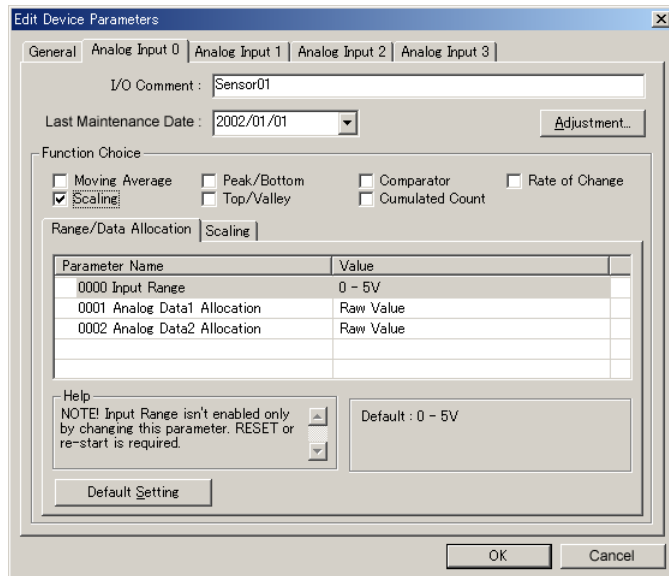 Edit Device Parameters
General Analog Input 0 Analog Input 1 Analog Input 2 Analog Input 3
I/O Comment : Sensor01
Last Maintenance Date : 2002/01/01 Adjustment...
Function Choice
Moving Average Peak/Bottom Comparator Rate of Change
Scaling Top/Valley Cumulated Count
Range/Data Allocation Scaling
Parameter Name Value
0000 Input Range 0 - 5V
0001 Analog Data1 Allocation Raw Value
0002 Analog Data2 Allocation Raw Value
Help
NOTE! Input Range isn't enabled only
by changing this parameter. RESET or
re-start is required.
Default : 0 - 5V
Default Setting
OK Cancel